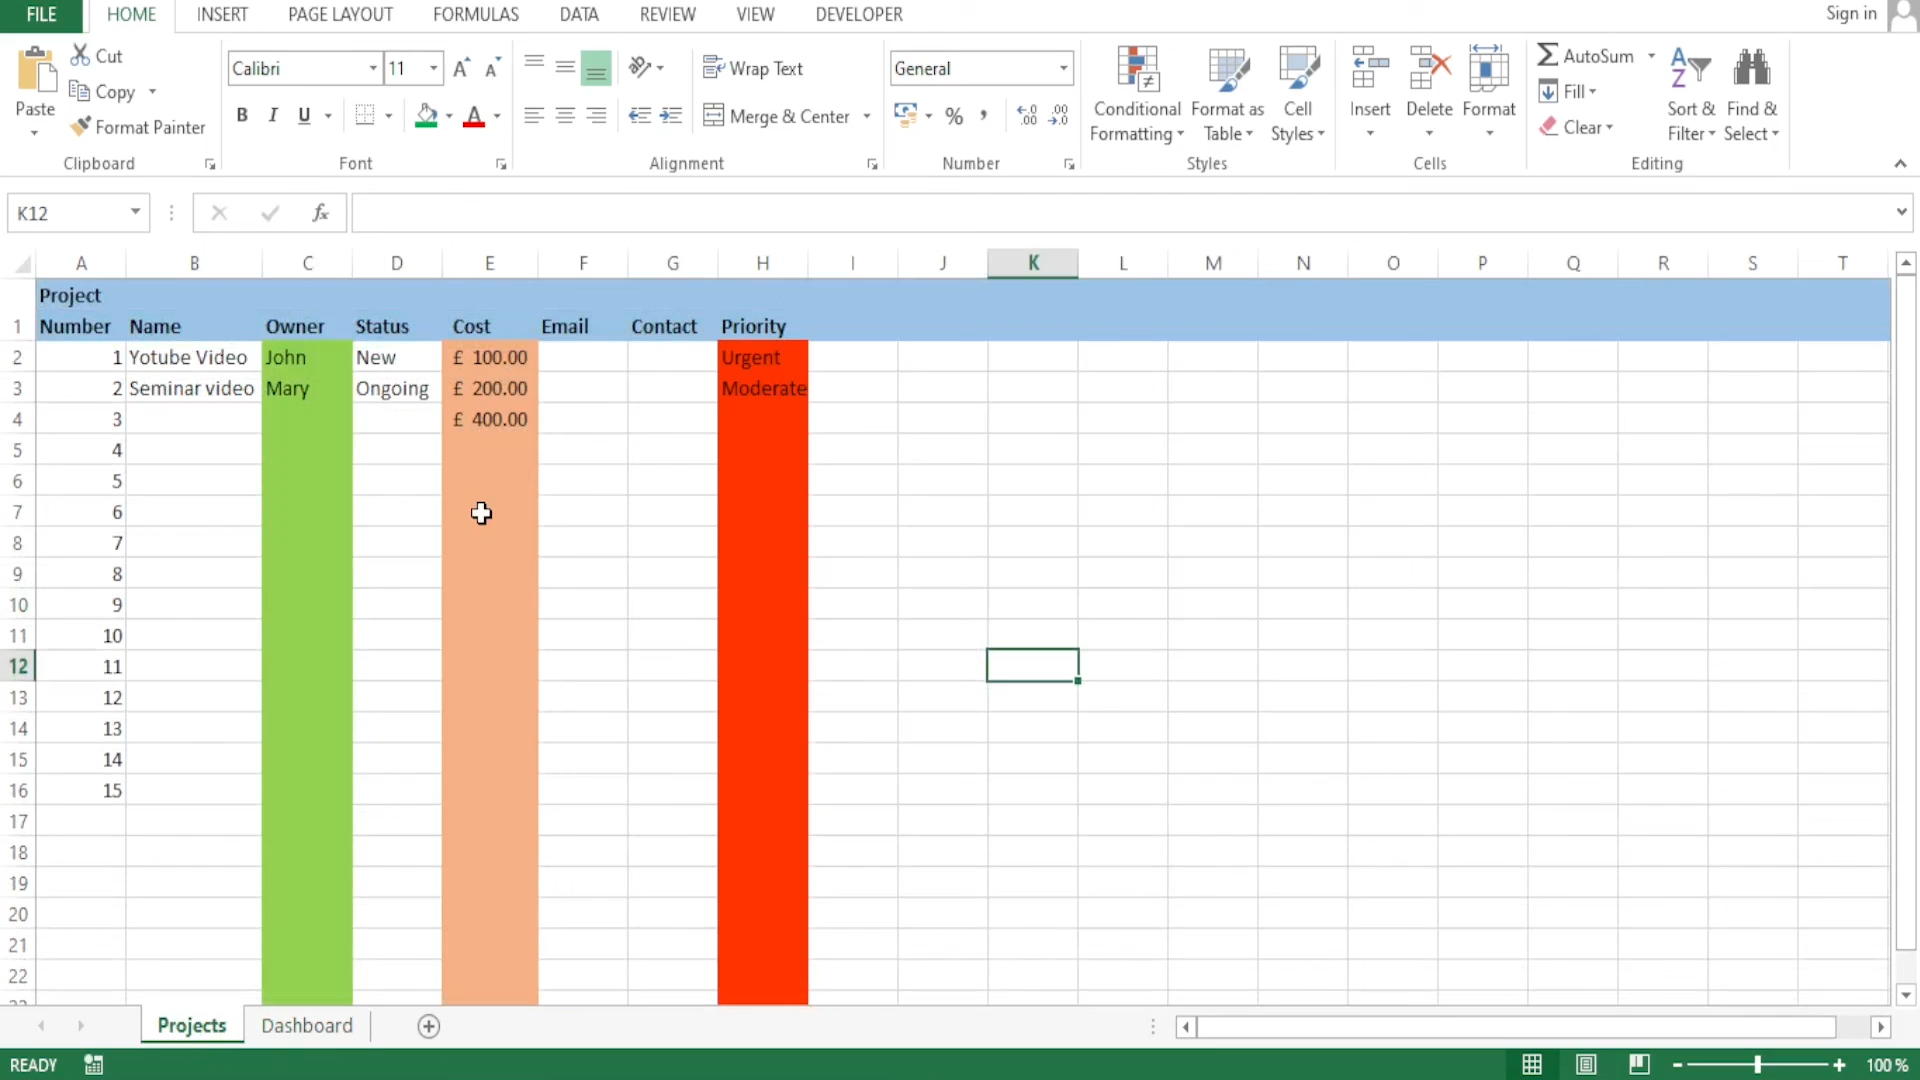 FILE HOME INSERT PAGE LAYOUT FORMULAS DATA REVIEW VIEW DEVELOPER Sign in
Paste
Cut
Copy
Format Painter
Clipboard
Calibri 11
B I U A
Font
Wrap Text
Merge & Center
Alignment
General
% ,
Number
Conditional Formatting
Format as Table
Cell Styles
Styles
Insert Delete Format
Cells
AutoSum
Fill
Clear
Sort & Filter
Find & Select
Editing
K12 fx
A B C D E F G H I J K L M N O P Q R S T
Project
1 Number Name Owner Status Cost Email Contact Priority
2 1 Yotube Video John New £ 100.00 Urgent
3 2 Seminar video Mary Ongoing £ 200.00 Moderate
4 3 £ 400.00
5 4
6 5
7 6
8 7
9 8
10 9
11 10
12 11
13 12
14 13
15 14
16 15
17
18
19
20
21
22
Projects Dashboard
READY 100 %